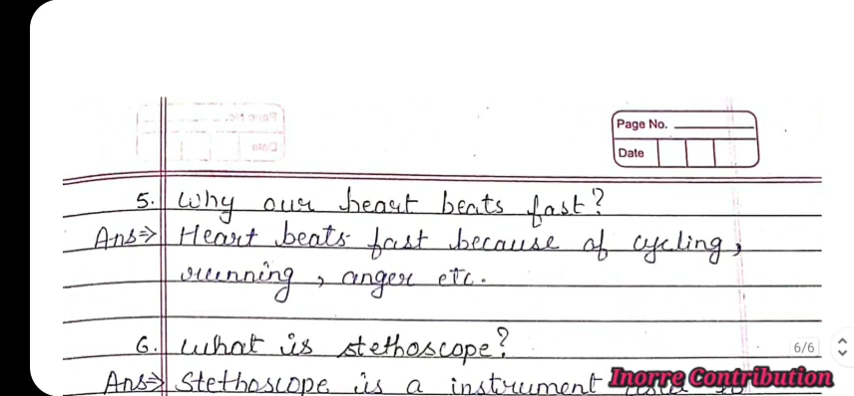 Page No.
Date
5. Why our heart beats fast?
Ans⇒ Heart beats fast because of cycling,
running, anger etc.
6. What is stethoscope?
6/6
Ans⇒ Stethoscope is a instrument
Inorre Contribution